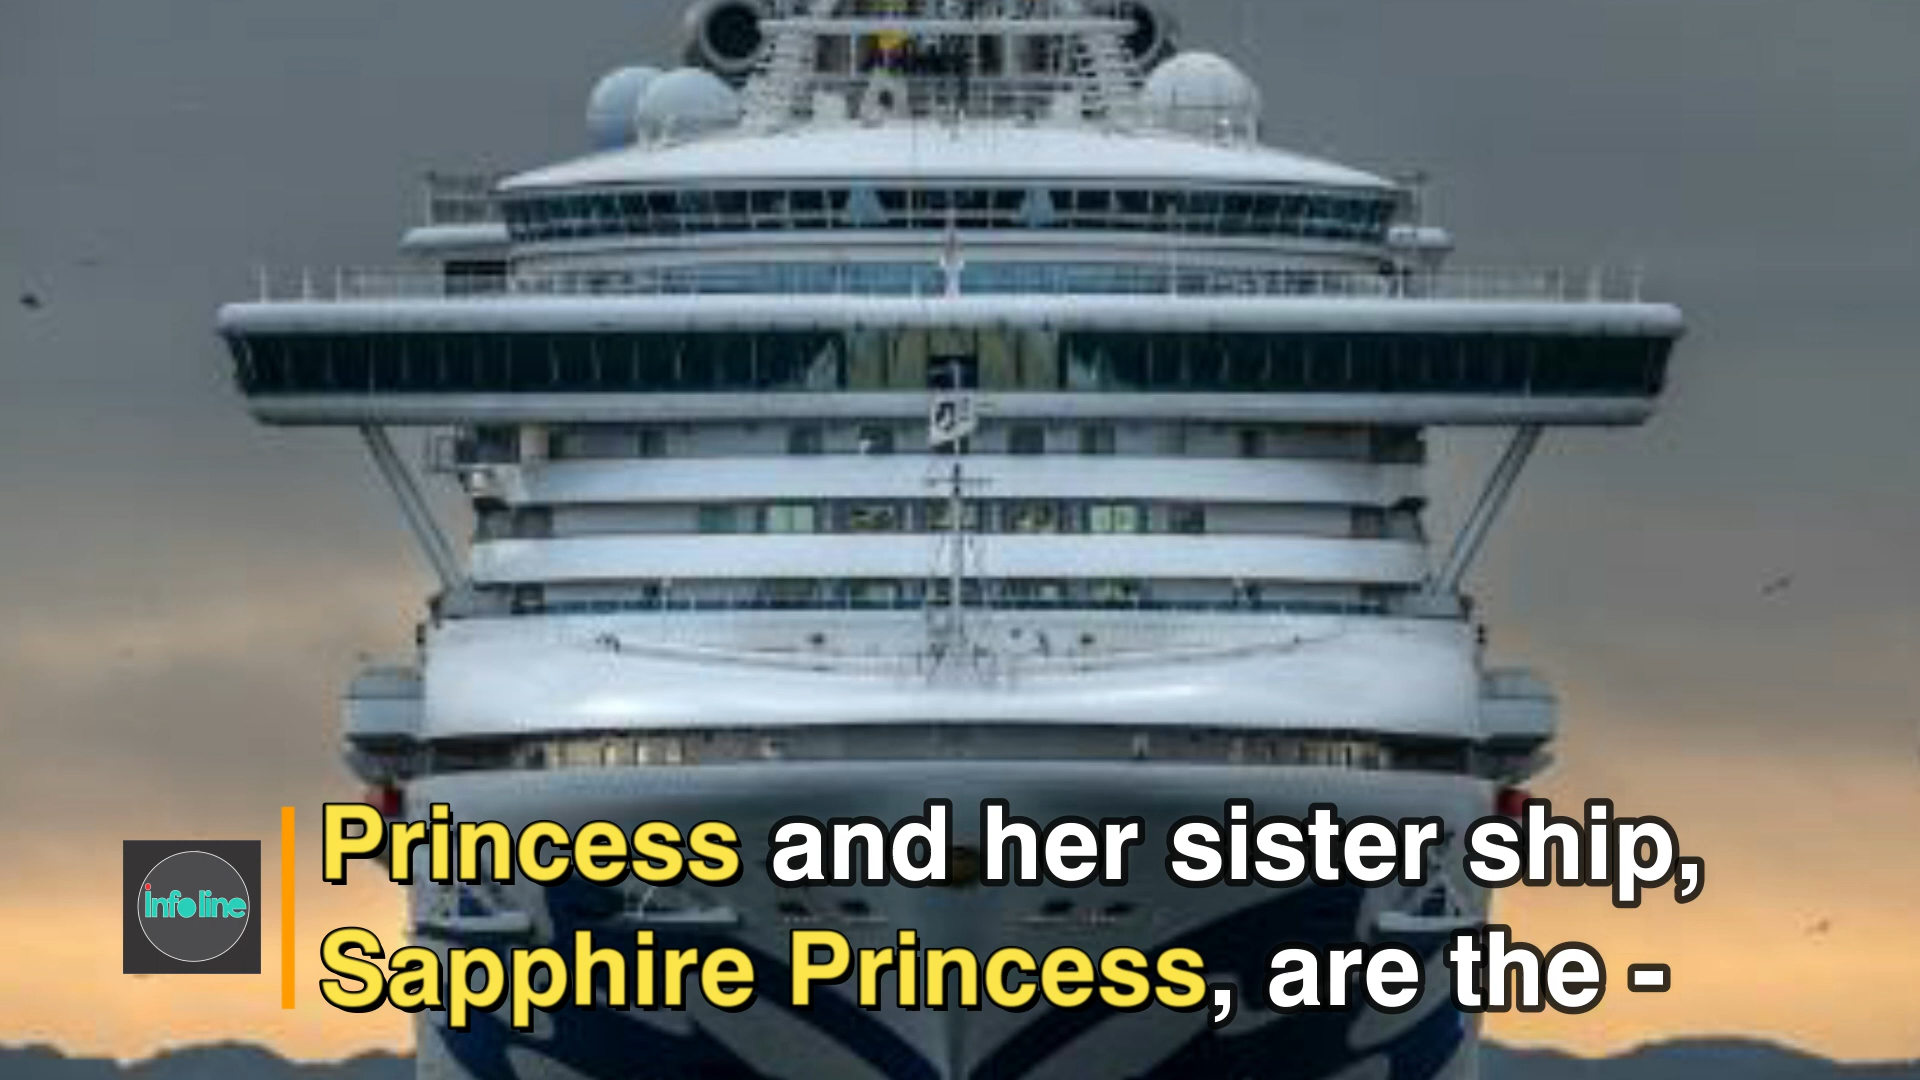 Princess and her sister ship,
infoline
Sapphire Princess, are the -